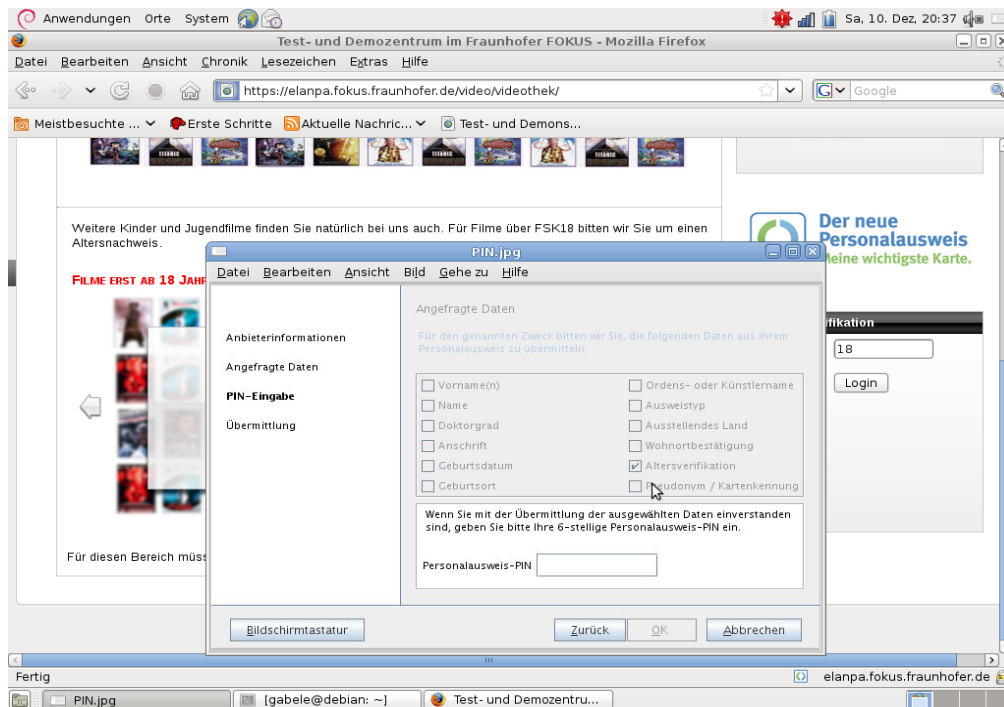 Anwendungen Orte System
Sa, 10. Dez, 20:37
Test- und Demozentrum im Fraunhofer FOKUS - Mozilla Firefox
Datei Bearbeiten Ansicht Chronik Lesezeichen Extras Hilfe
https://elanpa.fokus.fraunhofer.de/video/videothek/
G Google
Meistbesuchte ... Erste Schritte Aktuelle Nachric... Test- und Demons...
TITANIC TITANIC TITANIC
Weitere Kinder und Jugendfilme finden Sie natürlich bei uns auch. Für Filme über FSK18 bitten wir Sie um einen
Altersnachweis.
FILME ERST AB 18 JAHR
Für diesen Bereich müss
Der neue
Personalausweis
Meine wichtigste Karte.
ifikation
18
Login
PIN.jpg
Datei Bearbeiten Ansicht Bild Gehe zu Hilfe
Anbieterinformationen
Angefragte Daten
PIN-Eingabe
Übermittlung
Angefragte Daten
Für den genannten Zweck bitten wir Sie, die folgenden Daten aus Ihrem
Personalausweis zu übermitteln.
Vorname(n) Ordens- oder Künstlername
Name Ausweistyp
Doktorgrad Ausstellendes Land
Anschrift Wohnortbestätigung
Geburtsdatum Altersverifikation
Geburtsort Pseudonym / Kartenkennung
Wenn Sie mit der Übermittlung der ausgewählten Daten einverstanden
sind, geben Sie bitte Ihre 6-stellige Personalausweis-PIN ein.
Personalausweis-PIN
Bildschirmtastatur Zurück OK Abbrechen
Fertig
elanpa.fokus.fraunhofer.de
PIN.jpg [gabele@debian: ~] Test- und Demozentru...